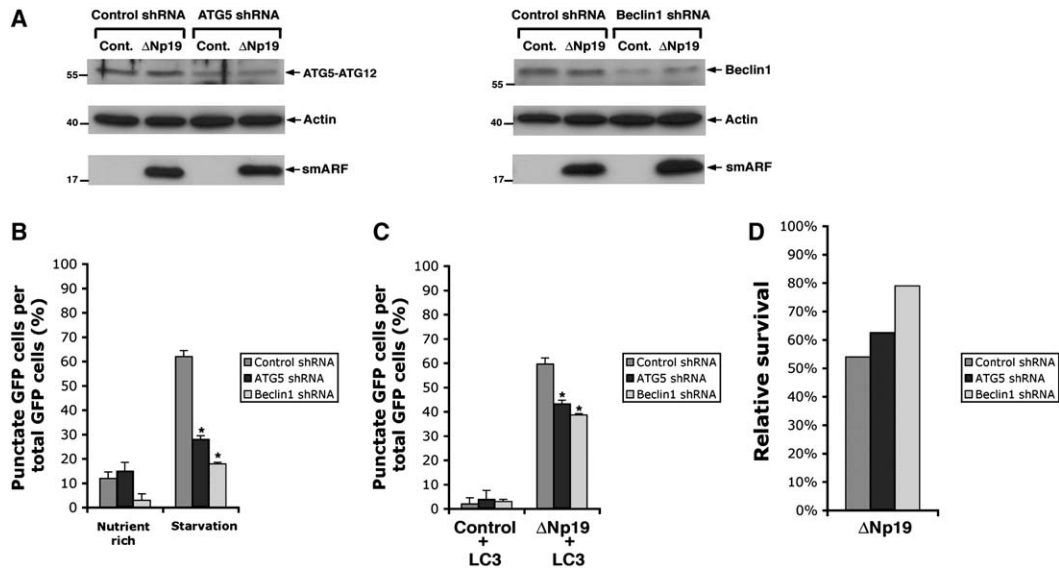 A
Control shRNA ATG5 shRNA
Cont. ΔNp19 Cont. ΔNp19
55 ATG5-ATG12
40 Actin
17 smARF
Control shRNA Beclin1 shRNA
Cont. ΔNp19 Cont. ΔNp19
55 Beclin1
40 Actin
17 smARF
B
Punctate GFP cells per
total GFP cells (%)
100
90
80
70
60
50
40
30
20
10
0
* *
Nutrient
rich
Starvation
Control shRNA
ATG5 shRNA
Beclin1 shRNA
C
Punctate GFP cells per
total GFP cells (%)
100
90
80
70
60
50
40
30
20
10
0
* *
Control
+
LC3
ΔNp19
+
LC3
Control shRNA
ATG5 shRNA
Beclin1 shRNA
D
Relative survival
100%
90%
80%
70%
60%
50%
40%
30%
20%
10%
0%
ΔNp19
Control shRNA
ATG5 shRNA
Beclin1 shRNA